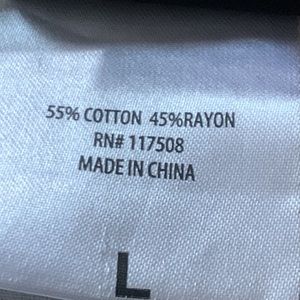 55% COTTON 45%RAYON
RN# 117508
MADE IN CHINA
L